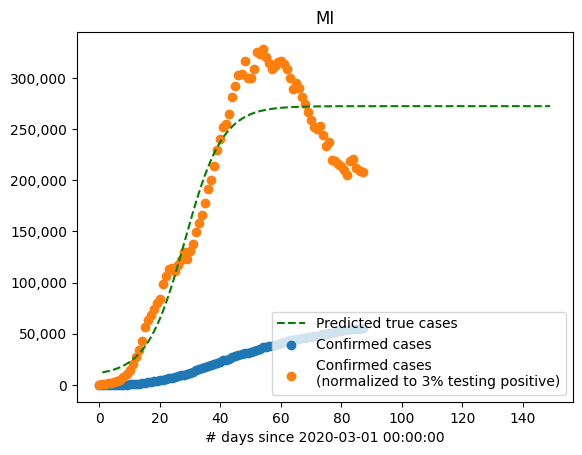 MI
300,000
250,000
200,000
150,000
100,000
50,000
0
Predicted true cases
Confirmed cases
Confirmed cases
(normalized to 3% testing positive)
0 20 40 60 80 100 120 140
# days since 2020-03-01 00:00:00